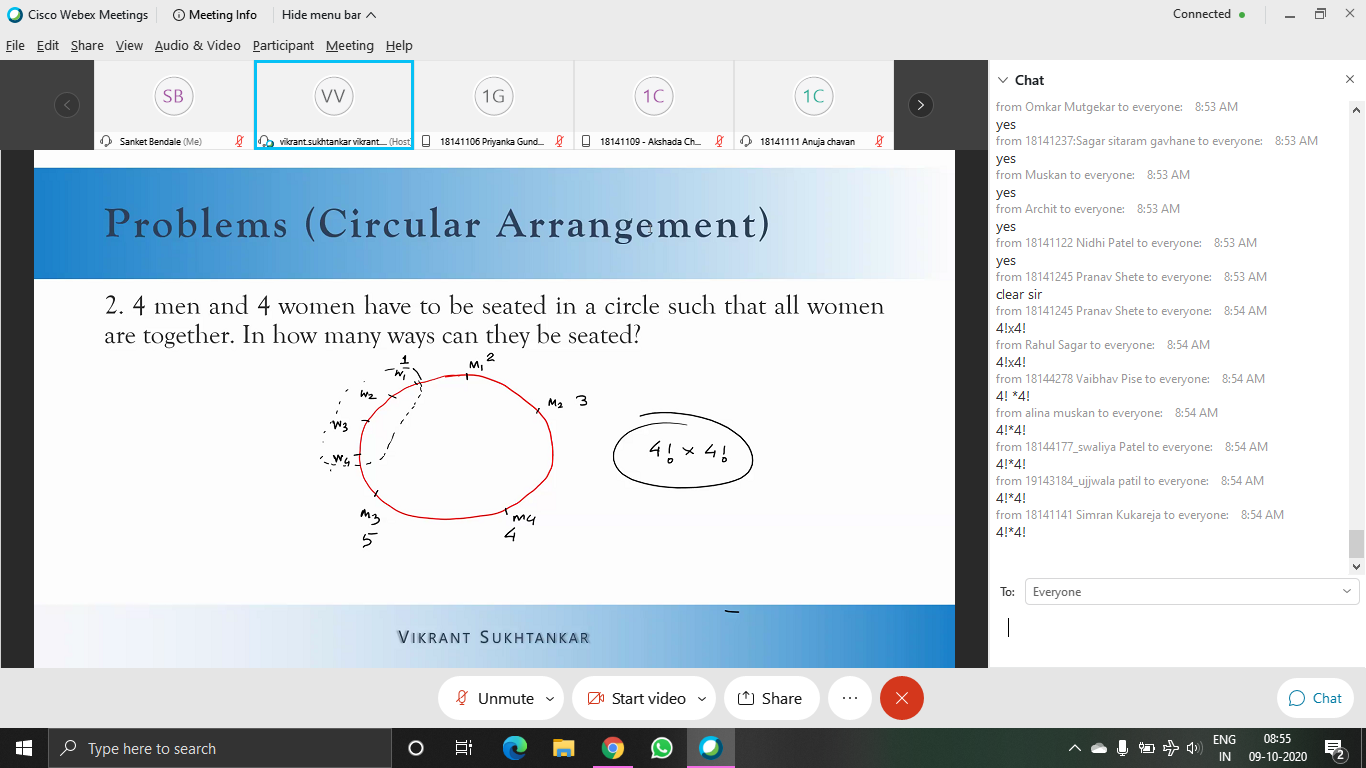 Cisco Webex Meetings
Meeting Info
Hide menu bar
Connected
File Edit Share View Audio & Video Participant Meeting Help
SB VV 1G 1C 1C
Sanket Bendale (Me) vikrant.sukhtankar vikrant.... (Host 18141106 Priyanka Gund... 18141109 - Akshada Ch... 18141111 Anuja chavan
Problems (Circular Arrangement)
2. 4 men and 4 women have to be seated in a circle such that all women
are together. In how many ways can they be seated?
1
W1
M1 2
W2
M2 3
W3
W4
4! × 4!
M3
5
M4
4
VIKRANT SUKHTANKAR
Chat
from Omkar Mutgekar to everyone: 8:53 AM
yes
from 18141237:Sagar sitaram gavhane to everyone: 8:53 AM
yes
from Muskan to everyone: 8:53 AM
yes
from Archit to everyone: 8:53 AM
yes
from 18141122 Nidhi Patel to everyone: 8:53 AM
yes
from 18141245 Pranav Shete to everyone: 8:53 AM
clear sir
from 18141245 Pranav Shete to everyone: 8:54 AM
4!x4!
from Rahul Sagar to everyone: 8:54 AM
4!x4!
from 18144278 Vaibhav Pise to everyone: 8:54 AM
4! *4!
from alina muskan to everyone: 8:54 AM
4!*4!
from 18144177_swaliya Patel to everyone: 8:54 AM
4!*4!
from 19143184_ujjwala patil to everyone: 8:54 AM
4!*4!
from 18141141 Simran Kukareja to everyone: 8:54 AM
4!*4!
To: Everyone
Unmute
Start video
Share
Chat
Type here to search
ENG
IN
08:55
09-10-2020
2